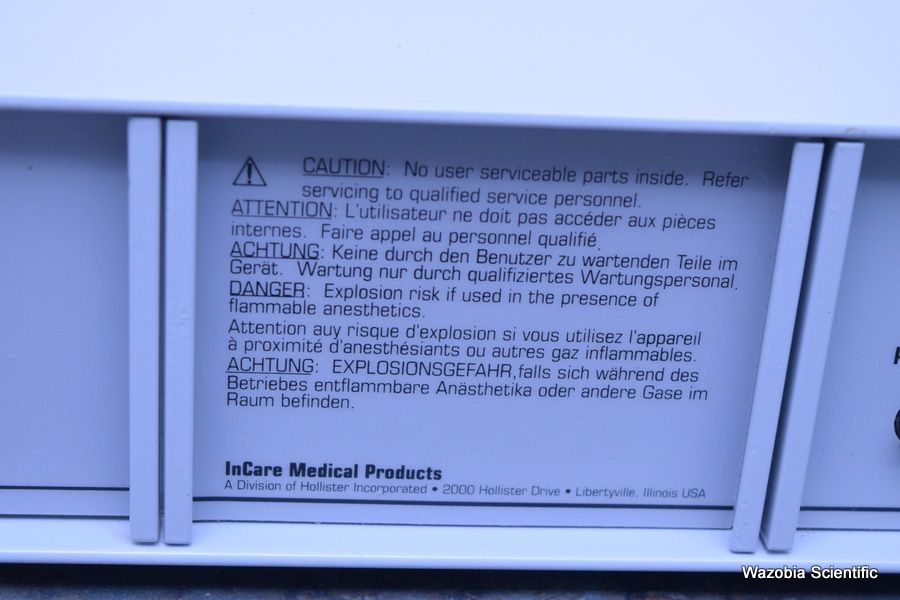 CAUTION: No user serviceable parts inside. Refer
servicing to qualified service personnel.
ATTENTION: L'utilisateur ne doit pas accéder aux pièces
internes. Faire appel au personnel qualifié.
ACHTUNG: Keine durch den Benutzer zu wartenden Teile im
Gerät. Wartung nur durch qualifiziertes Wartungspersonal.
DANGER: Explosion risk if used in the presence of
flammable anesthetics.
Attention auy risque d'explosion si vous utilisez l'appareil
à proximité d'anesthésiants ou autres gaz inflammables.
ACHTUNG: EXPLOSIONSGEFAHR,falls sich während des
Betriebes entflammbare Anästhetika oder andere Gase im
Raum befinden.
InCare Medical Products
A Division of Hollister Incorporated • 2000 Hollister Drive • Libertyville, Illinois USA
Wazobia Scientific